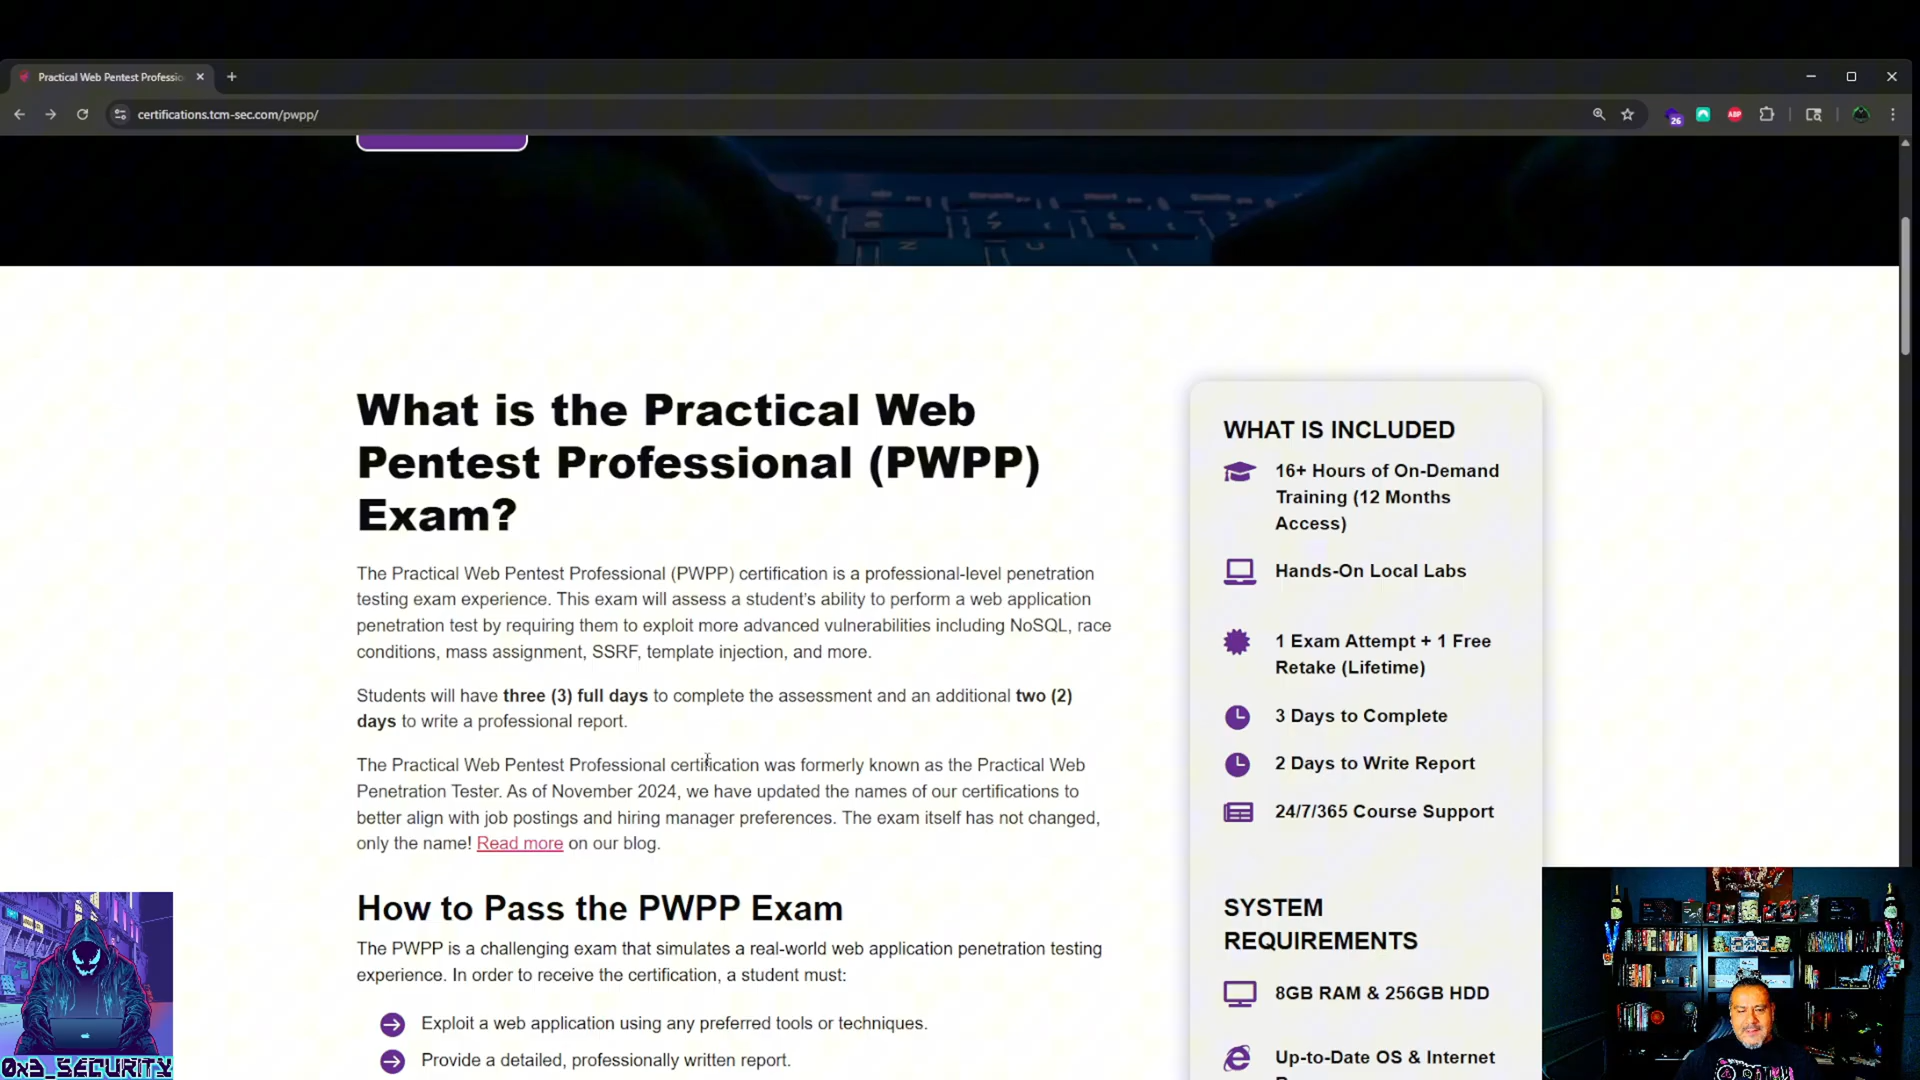 Practical Web Pentest Professio
certifications.tcm-sec.com/pwpp/
26
ABP
What is the Practical Web
Pentest Professional (PWPP)
Exam?
The Practical Web Pentest Professional (PWPP) certification is a professional-level penetration
testing exam experience. This exam will assess a student's ability to perform a web application
penetration test by requiring them to exploit more advanced vulnerabilities including NoSQL, race
conditions, mass assignment, SSRF, template injection, and more.
Students will have three (3) full days to complete the assessment and an additional two (2)
days to write a professional report.
The Practical Web Pentest Professional certification was formerly known as the Practical Web
Penetration Tester. As of November 2024, we have updated the names of our certifications to
better align with job postings and hiring manager preferences. The exam itself has not changed,
only the name! Read more on our blog.
How to Pass the PWPP Exam
The PWPP is a challenging exam that simulates a real-world web application penetration testing
experience. In order to receive the certification, a student must:
Exploit a web application using any preferred tools or techniques.
Provide a detailed, professionally written report.
WHAT IS INCLUDED
16+ Hours of On-Demand
Training (12 Months
Access)
Hands-On Local Labs
1 Exam Attempt + 1 Free
Retake (Lifetime)
3 Days to Complete
2 Days to Write Report
24/7/365 Course Support
SYSTEM
REQUIREMENTS
8GB RAM & 256GB HDD
Up-to-Date OS & Internet
0x3_SECURITY